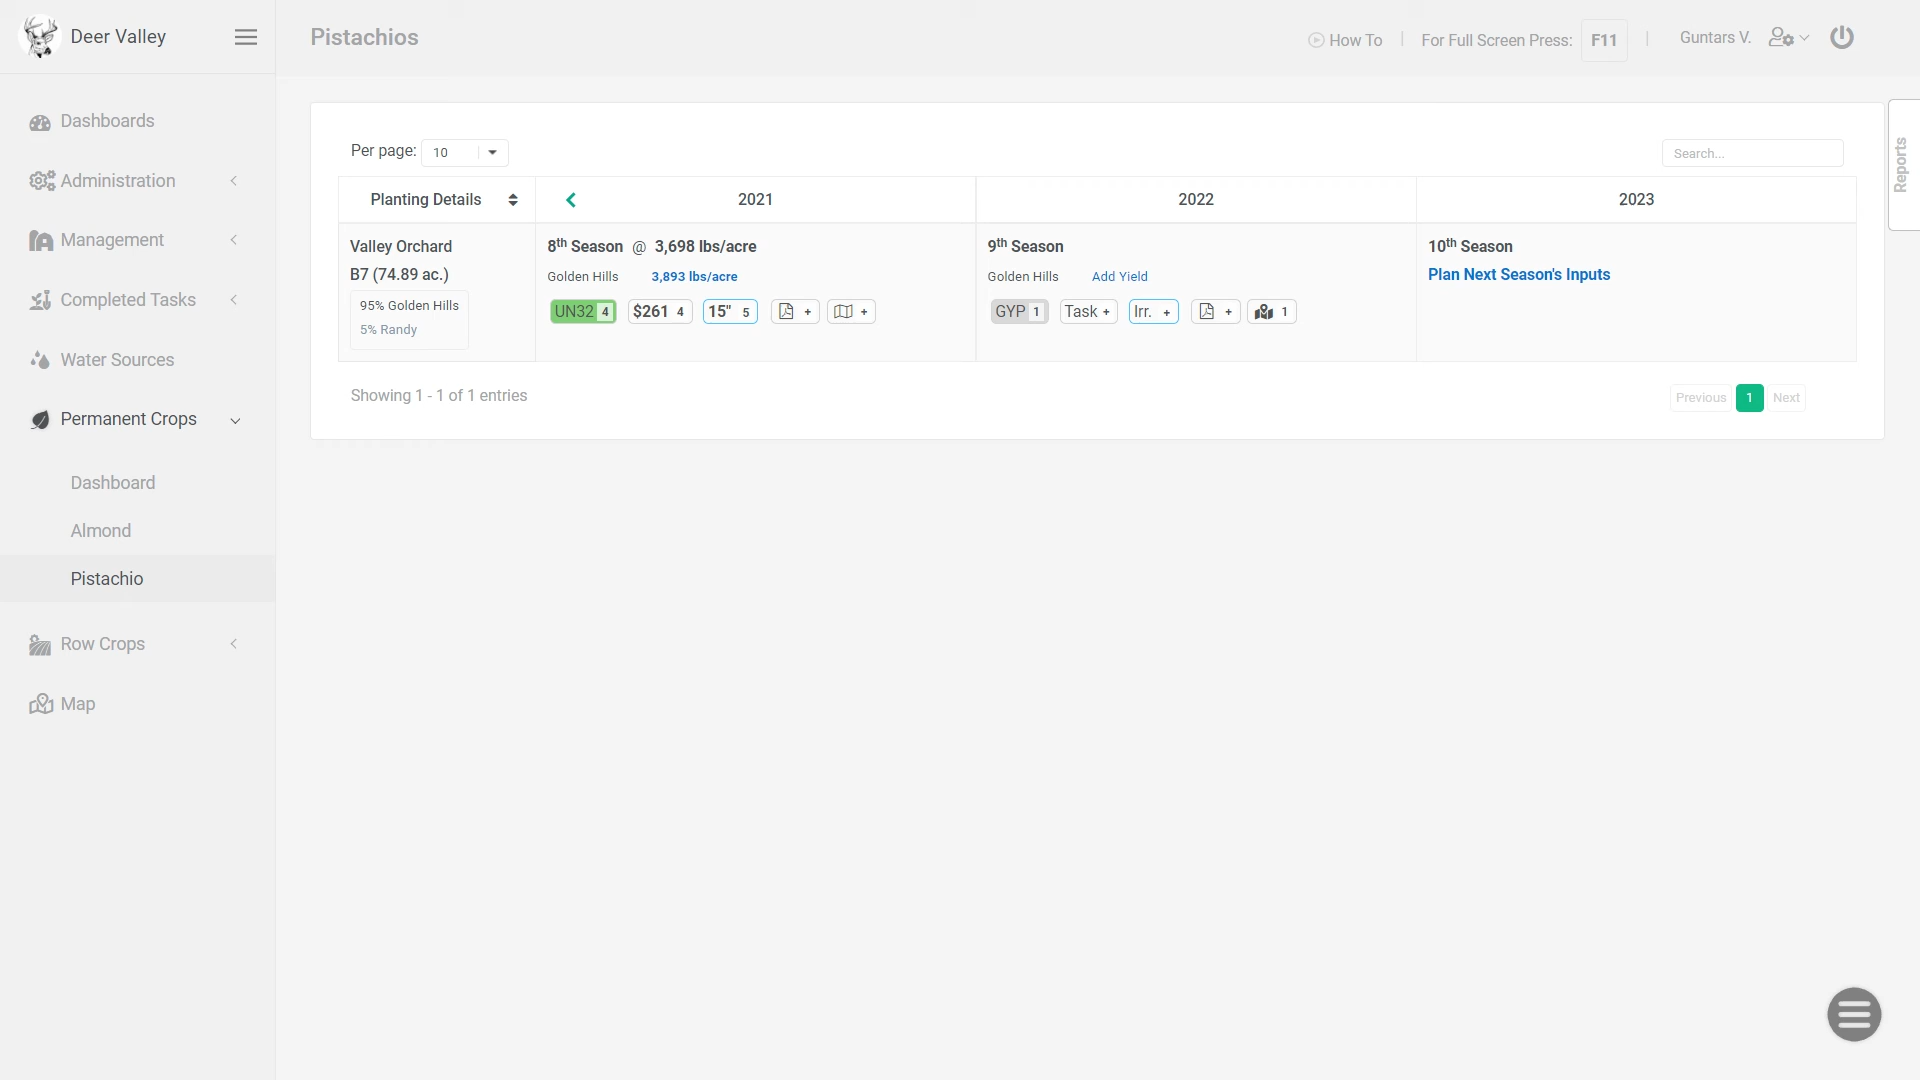 Deer Valley
Pistachios
How To
For Full Screen Press: F11
Guntars V.
Dashboards
Administration
Management
Completed Tasks
Water Sources
Permanent Crops
Dashboard
Almond
Pistachio
Row Crops
Map
Reports
Per page: 10
Search...
Planting Details 2021 2022 2023
Valley Orchard
B7 (74.89 ac.)
95% Golden Hills
5% Randy
8th Season @ 3,698 lbs/acre
Golden Hills 3,893 lbs/acre
UN32 4 $261 4 15" 5 + +
9th Season
Golden Hills Add Yield
GYP 1 Task + Irr. + + 1
10th Season
Plan Next Season's Inputs
Showing 1 - 1 of 1 entries
Previous 1 Next